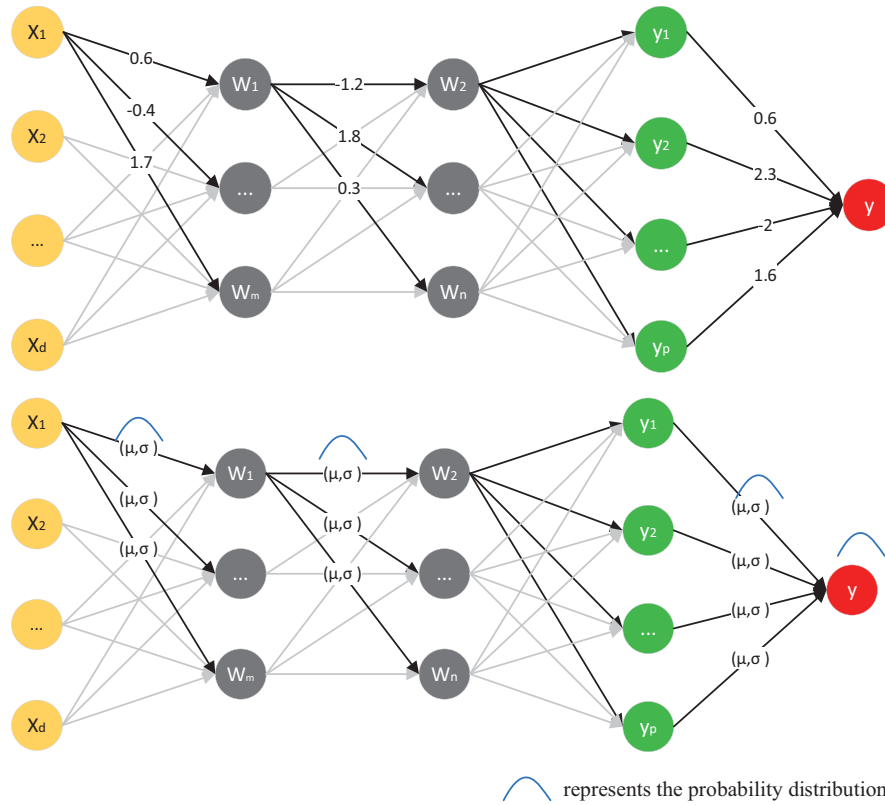 X1
0.6
-0.4
1.7
X2
...
Xd
W1
...
Wm
-1.2
1.8
0.3
W2
...
Wn
y1
y2
...
yp
0.6
2.3
-2
1.6
y
X1
(μ,σ )
(μ,σ )
(μ,σ )
X2
...
Xd
W1
...
Wm
(μ,σ )
(μ,σ )
(μ,σ )
W2
...
Wn
y1
y2
...
yp
(μ,σ )
(μ,σ )
(μ,σ )
(μ,σ )
y
represents the probability distribution